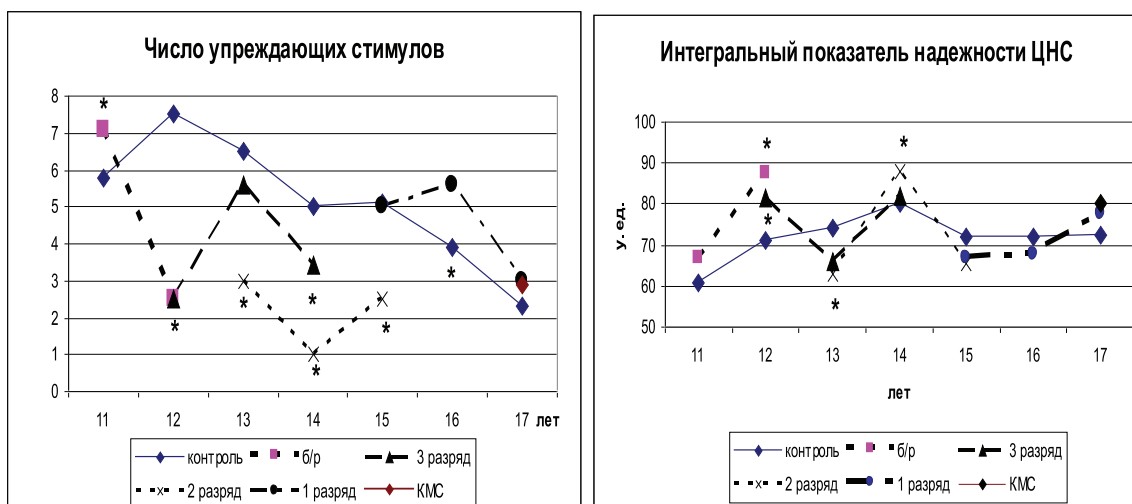 Число упреждающих стимулов
8
7
6
5
4
3
2
1
0
*
*
*
*
*
*
*
11 12 13 14 15 16 17 лет
контроль б/р 3 разряд
2 разряд 1 разряд КМС
Интегральный показатель надежности ЦНС
у. ед.
100
90
80
70
60
50
*
*
*
*
11 12 13 14 15 16 17
лет
контроль б/р 3 разряд
2 разряд 1 разряд КМС